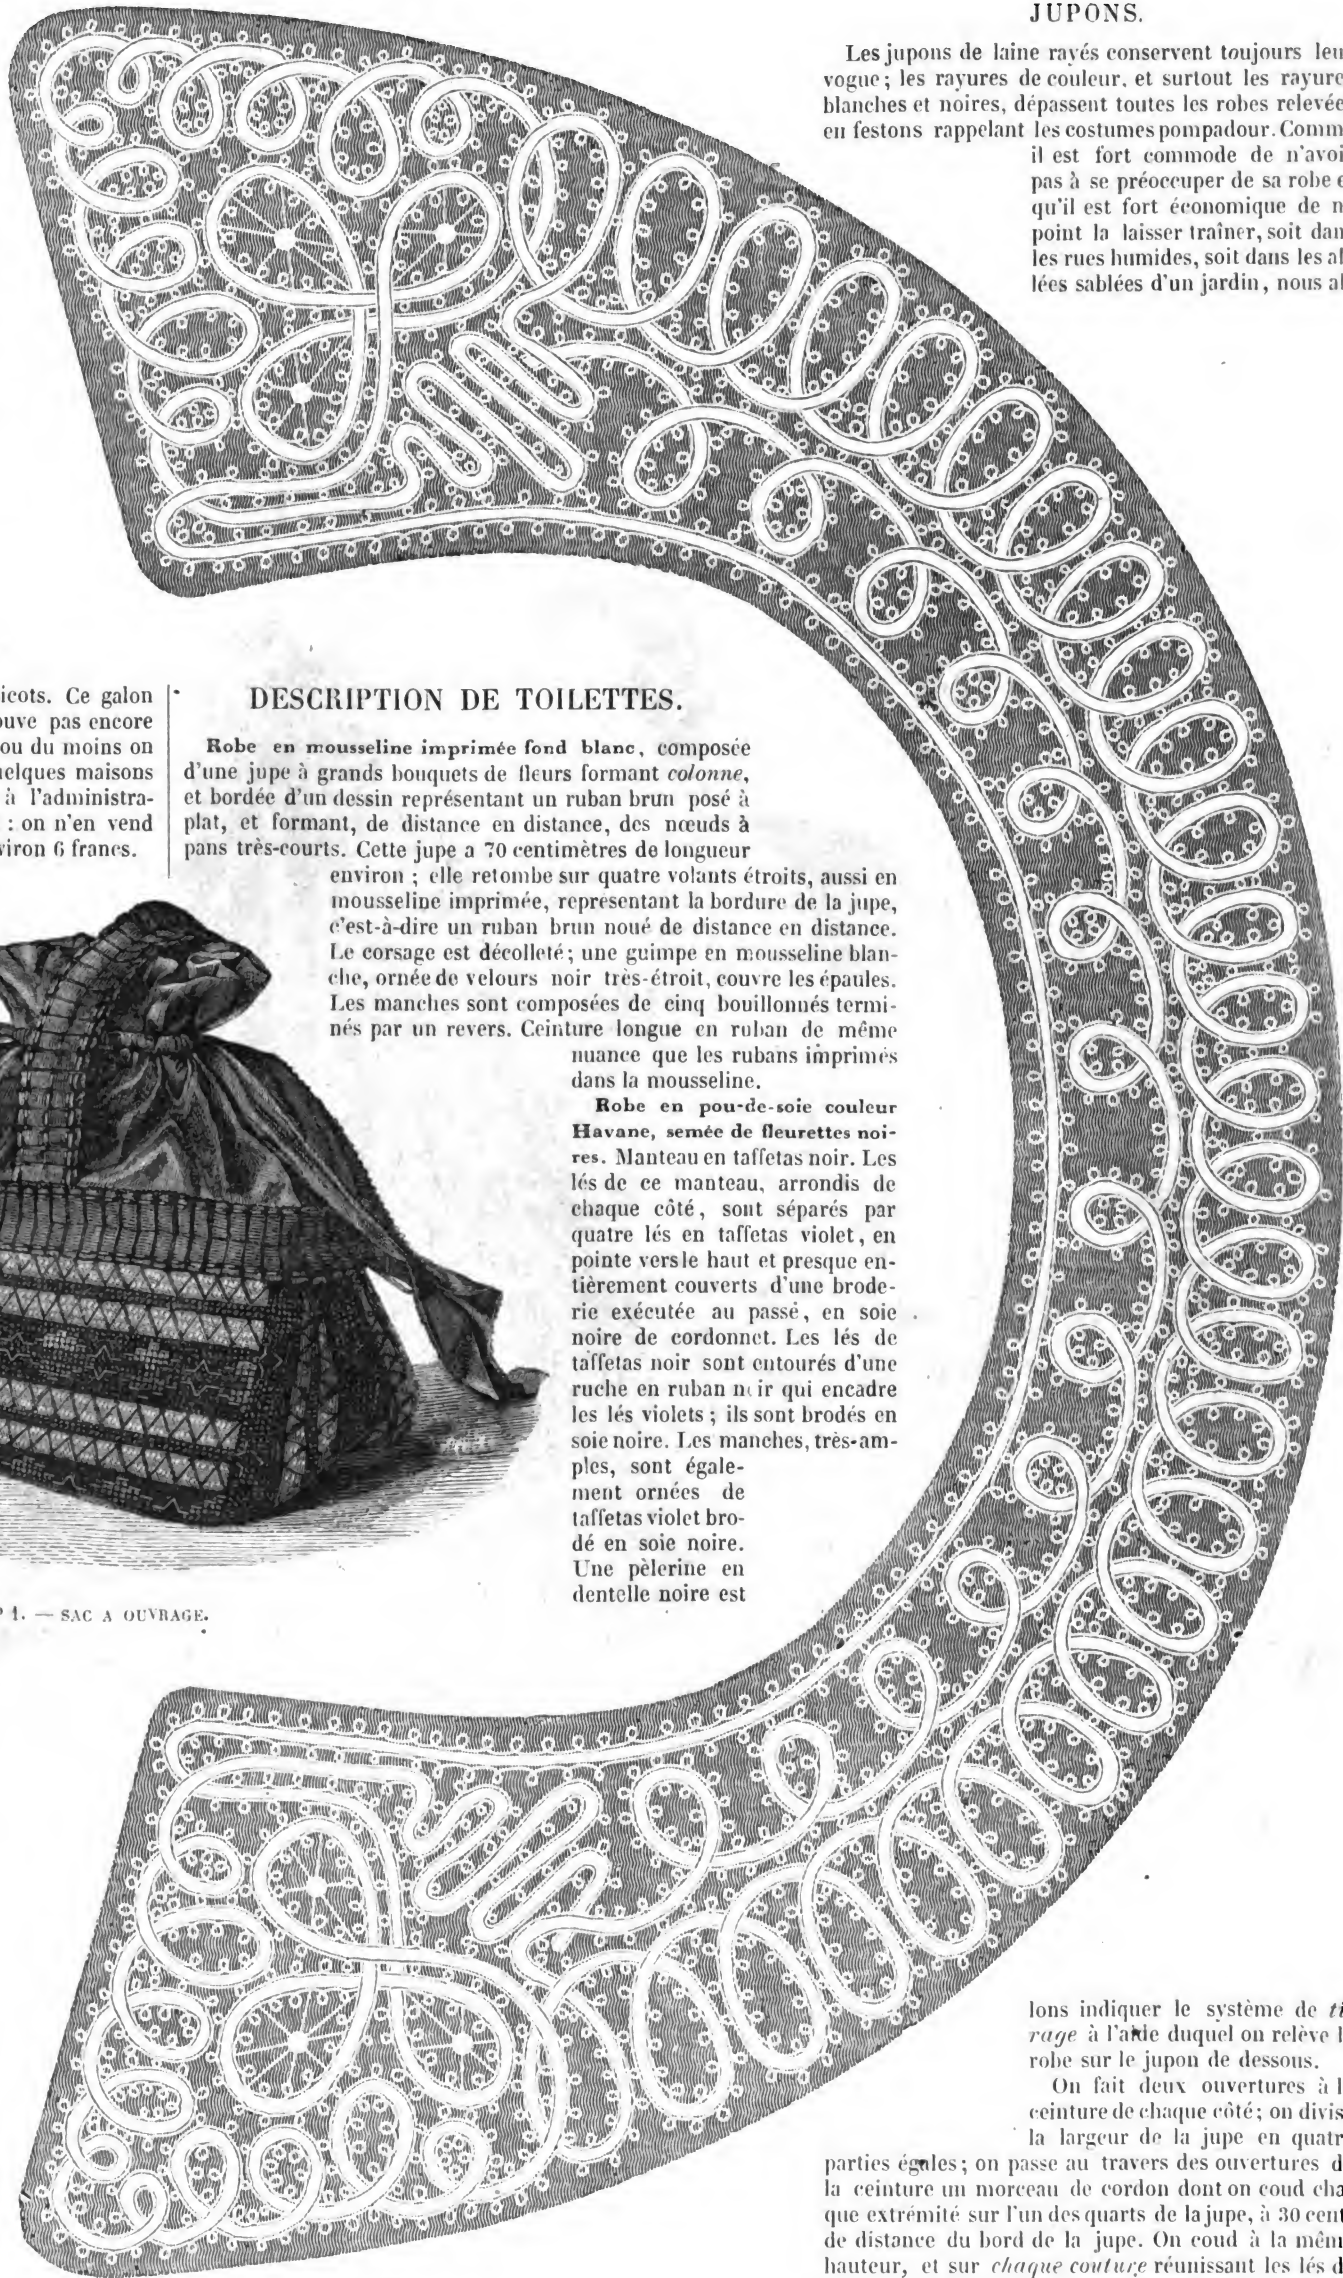 icots. Ce galon
ouve pas encore
ou du moins on
elques maisons
à l'administra-
: on n'en vend
viron 6 francs.
1. — SAC A OUVRAGE.
DESCRIPTION DE TOILETTES.
Robe en mousseline imprimée fond blanc, composée
d'une jupe à grands bouquets de fleurs formant colonne,
et bordée d'un dessin représentant un ruban brun posé à
plat, et formant, de distance en distance, des nœuds à
pans très-courts. Cette jupe a 70 centimètres de longueur
environ ; elle retombe sur quatre volants étroits, aussi en
mousseline imprimée, représentant la bordure de la jupe,
c'est-à-dire un ruban brun noué de distance en distance.
Le corsage est décolleté ; une guimpe en mousseline blan-
che, ornée de velours noir très-étroit, couvre les épaules.
Les manches sont composées de cinq bouillonnés termi-
nés par un revers. Ceinture longue en ruban de même
nuance que les rubans imprimés
dans la mousseline.
Robe en pou-de-soie couleur
Havane, semée de fleurettes noi-
res. Manteau en taffetas noir. Les
lés de ce manteau, arrondis de
chaque côté, sont séparés par
quatre lés en taffetas violet, en
pointe vers le haut et presque en-
tièrement couverts d'une brode-
rie exécutée au passé, en soie
noire de cordonnet. Les lés de
taffetas noir sont entourés d'une
ruche en ruban n ir qui encadre
les lés violets ; ils sont brodés en
soie noire. Les manches, très-am-
ples, sont égale-
ment ornées de
taffetas violet bro-
dé en soie noire.
Une pèlerine en
dentelle noire est
JUPONS.
Les jupons de laine rayés conservent toujours leu
vogue ; les rayures de couleur, et surtout les rayure
blanches et noires, dépassent toutes les robes relevée
en festons rappelant les costumes pompadour. Comm
il est fort commode de n'avoi
pas à se préoccuper de sa robe e
qu'il est fort économique de n
point la laisser traîner, soit dan
les rues humides, soit dans les al
lées sablées d'un jardin, nous al
lons indiquer le système de ti
rage à l'aide duquel on relève l
robe sur le jupon de dessous.
On fait deux ouvertures à l
ceinture de chaque côté ; on divis
la largeur de la jupe en quatr
parties égales ; on passe au travers des ouvertures d
la ceinture un morceau de cordon dont on coud cha
que extrémité sur l'un des quarts de la jupe, à 30 cent
de distance du bord de la jupe. On coud à la mêm
hauteur, et sur chaque couture réunissant les lés d